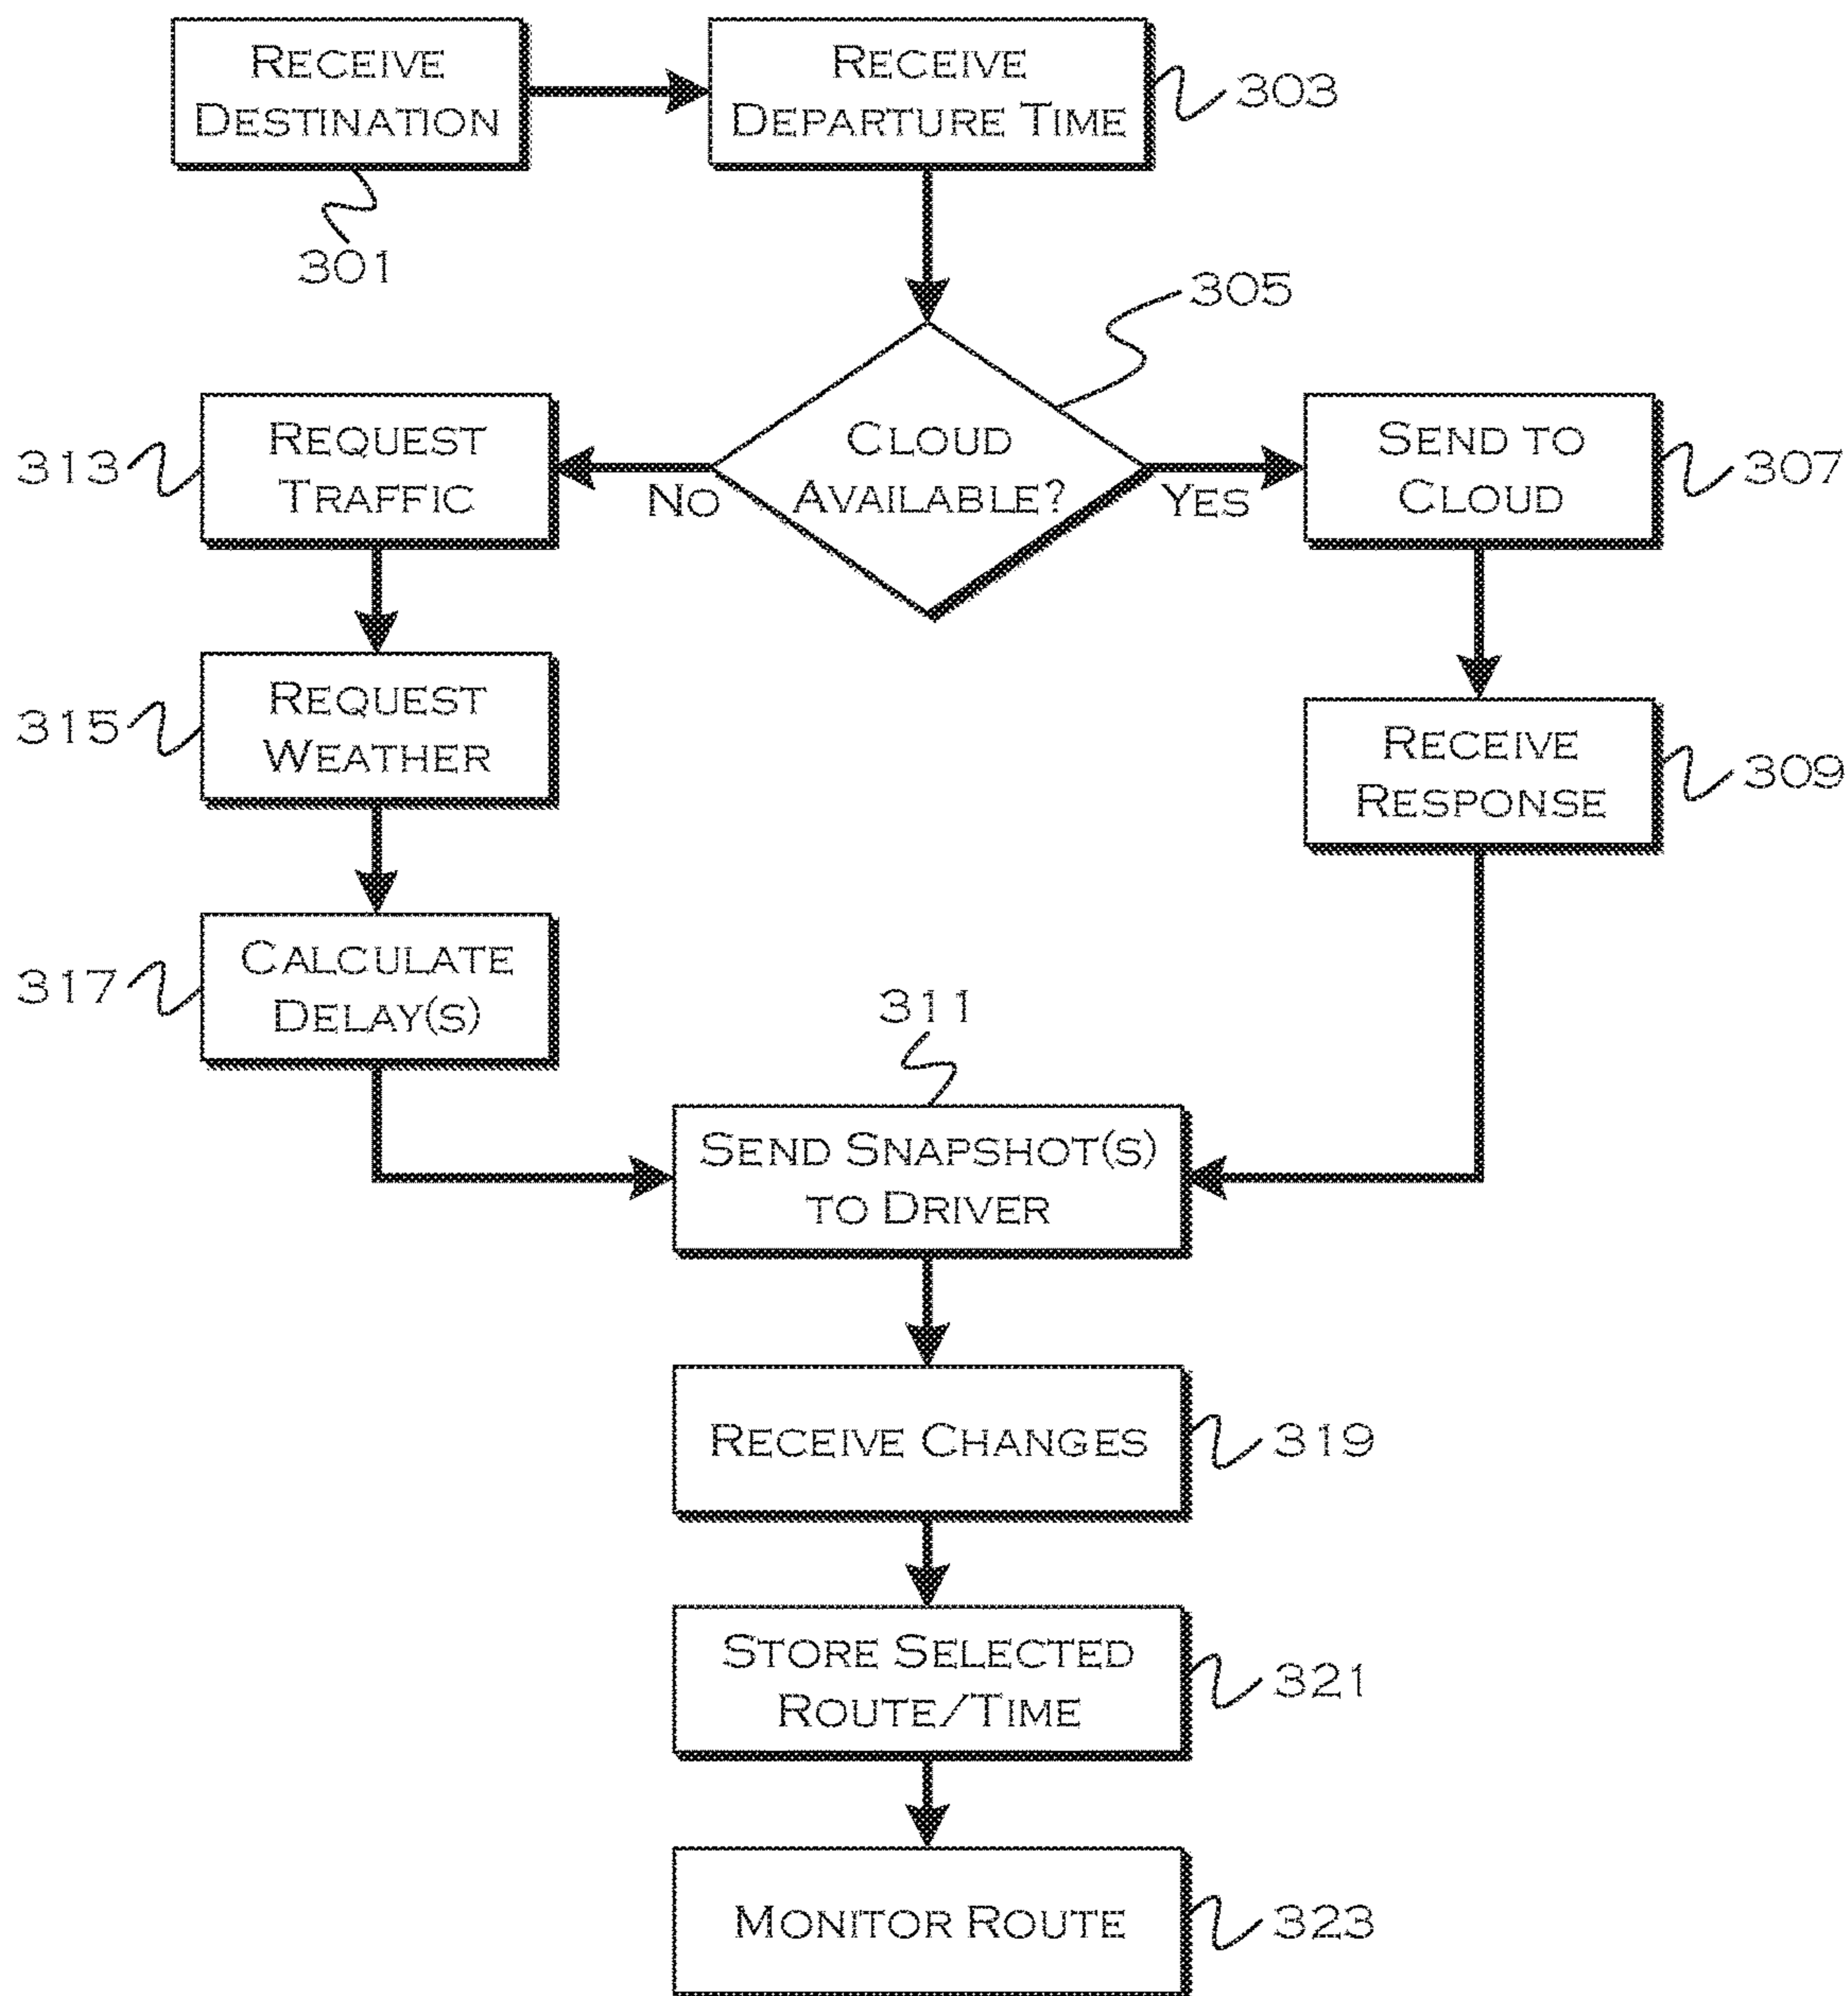 RECEIVE
DESTINATION
301
RECEIVE
DEPARTURE TIME
303
305
CLOUD
AVAILABLE?
NO
YES
313
REQUEST
TRAFFIC
SEND TO
CLOUD
307
315
REQUEST
WEATHER
RECEIVE
RESPONSE
309
317
CALCULATE
DELAY(S)
311
SEND SNAPSHOT(S)
TO DRIVER
RECEIVE CHANGES
319
STORE SELECTED
ROUTE/TIME
321
MONITOR ROUTE
323